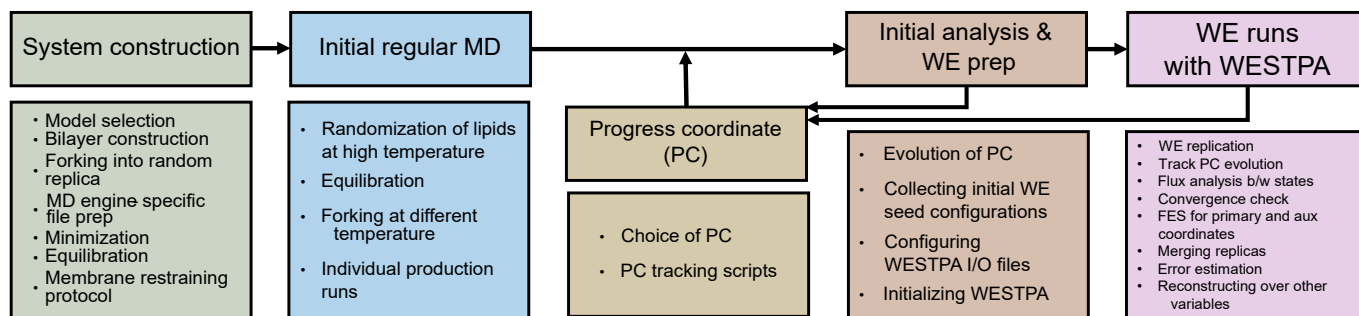 System construction
Initial regular MD
Initial analysis &
WE prep
WE runs
with WESTPA
• Model selection
• Bilayer construction
• Forking into random
replica
• MD engine specific
file prep
• Minimization
• Equilibration
• Membrane restraining
protocol
• Randomization of lipids
at high temperature
• Equilibration
• Forking at different
temperature
• Individual production
runs
Progress coordinate
(PC)
• Choice of PC
• PC tracking scripts
• Evolution of PC
• Collecting initial WE
seed configurations
• Configuring
WESTPA I/O files
• Initializing WESTPA
• WE replication
• Track PC evolution
• Flux analysis b/w states
• Convergence check
• FES for primary and aux
coordinates
• Merging replicas
• Error estimation
• Reconstructing over other
variables